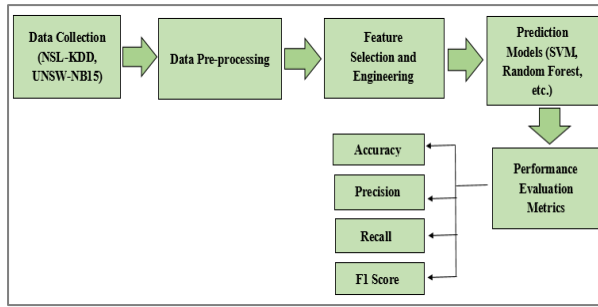 Data Collection
(NSL-KDD,
UNSW-NB15)
Data Pre-processing
Feature
Selection and
Engineering
Prediction
Models (SVM,
Random Forest,
etc.)
Performance
Evaluation
Metrics
Accuracy
Precision
Recall
F1 Score